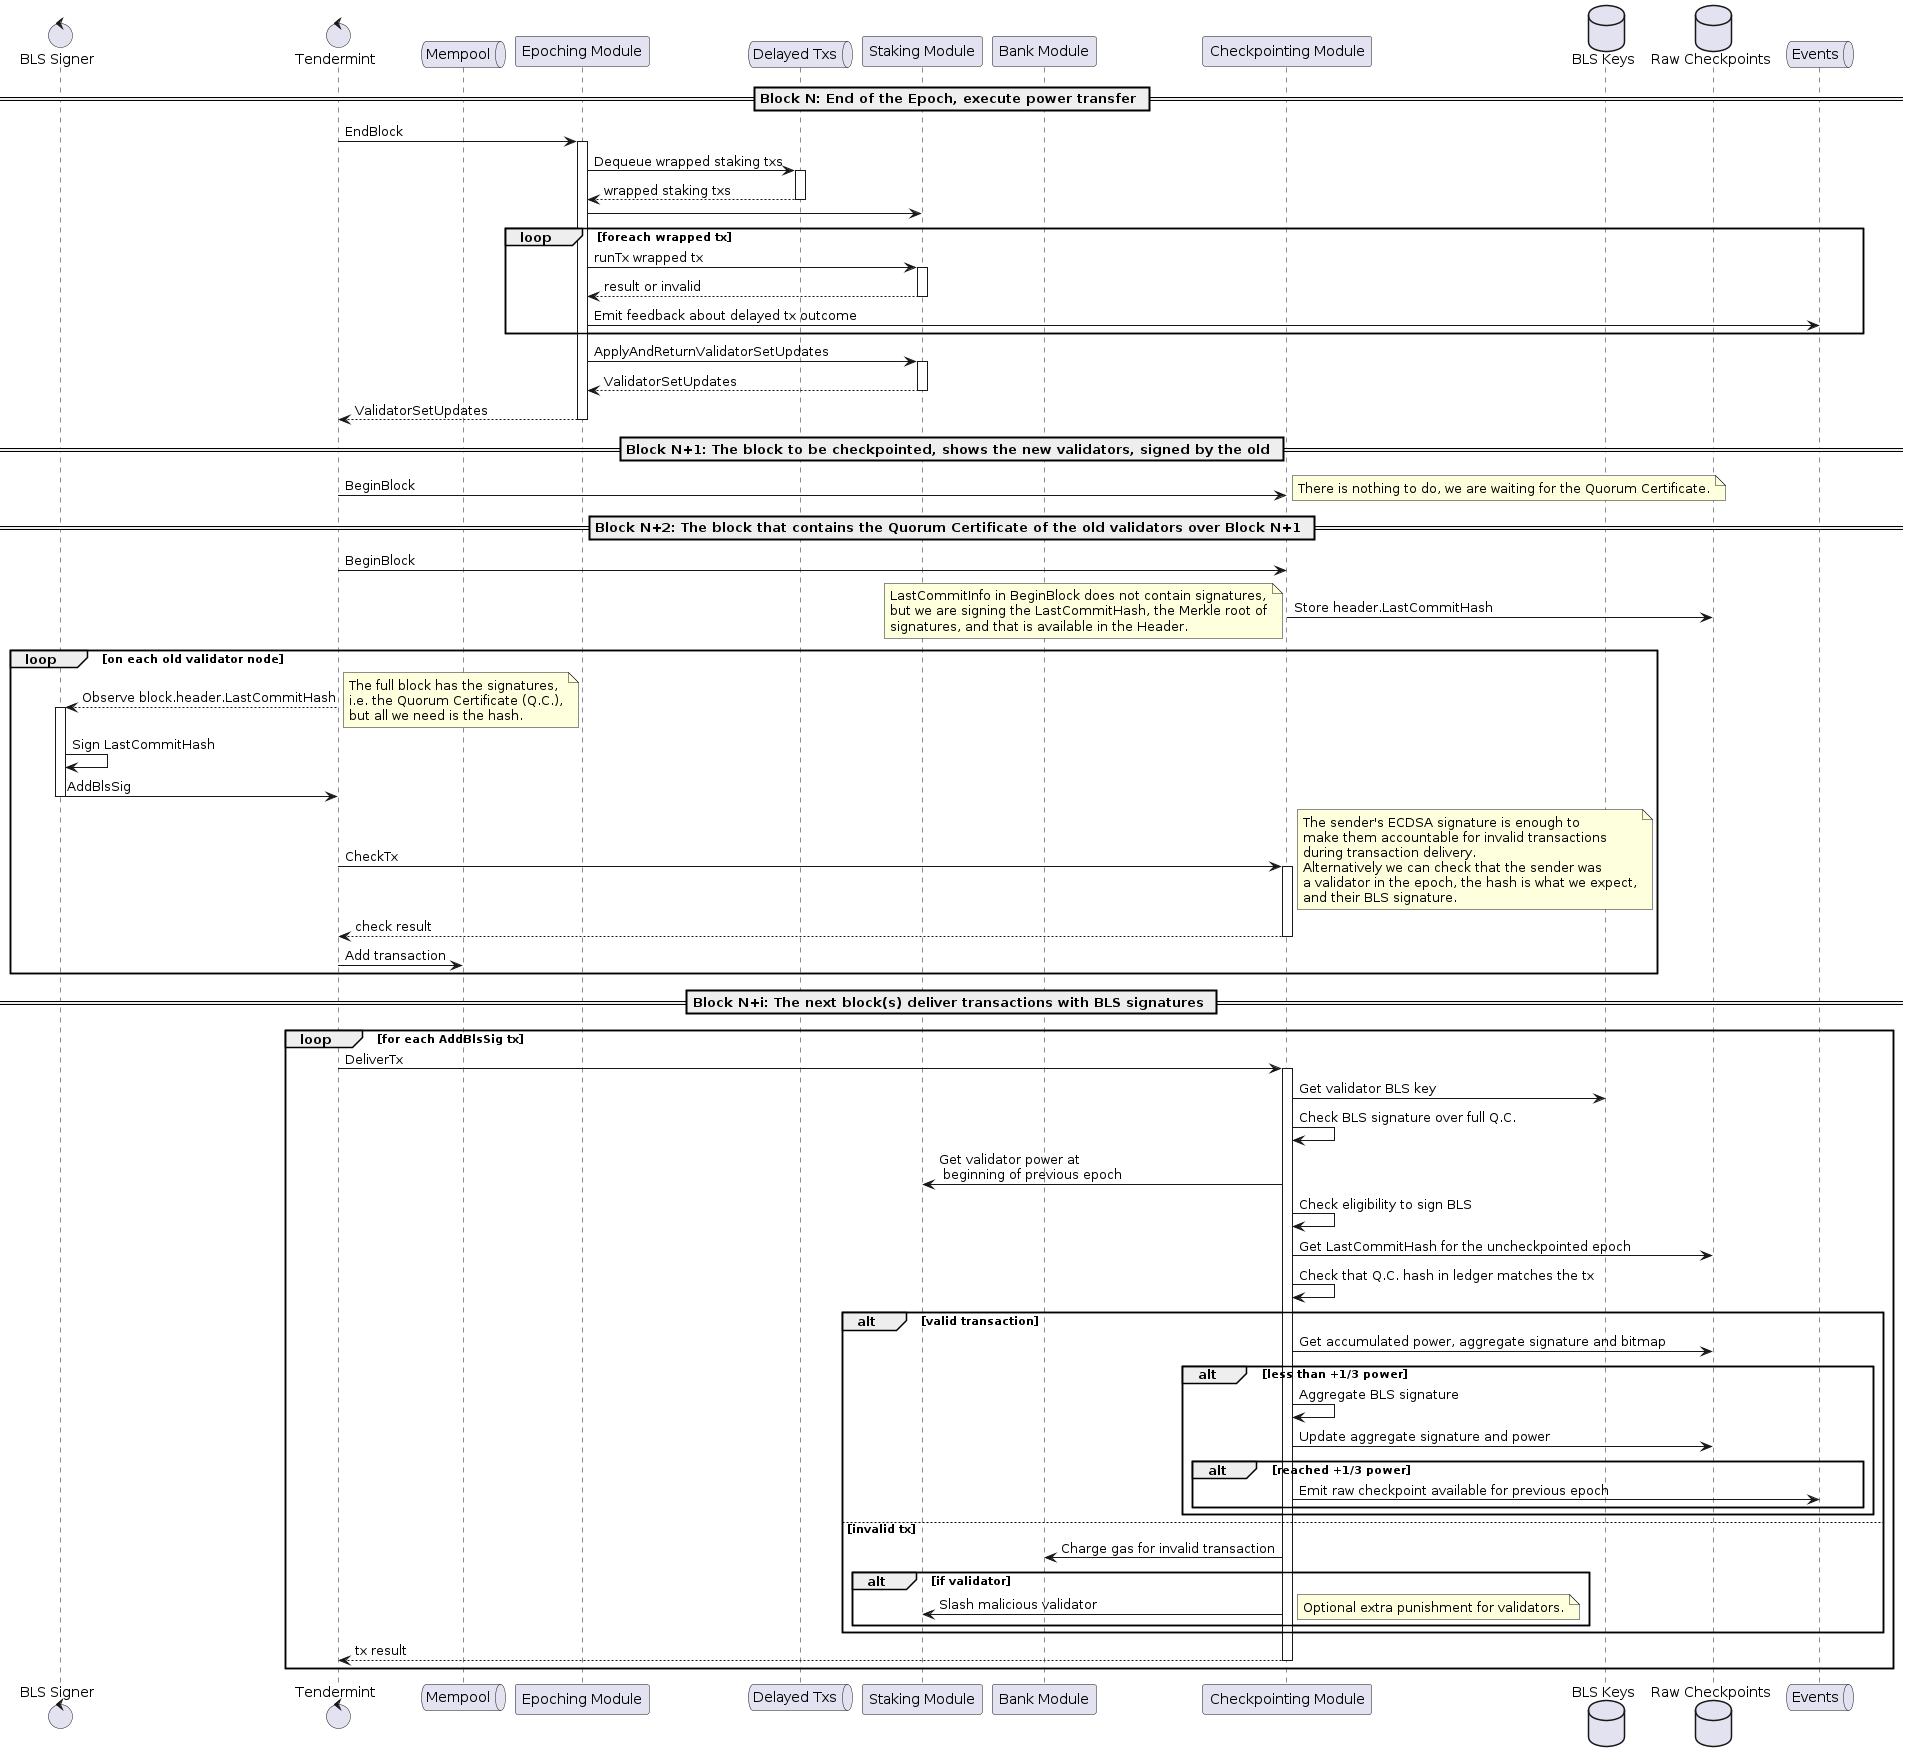 BLS Signer
Tendermint
Mempool
Epoching Module
Delayed Txs
Staking Module
Bank Module
Checkpointing Module
BLS Keys
Raw Checkpoints
Events
Block N: End of the Epoch, execute power transfer
EndBlock
Dequeue wrapped staking txs
wrapped staking txs
loop
[foreach wrapped tx]
runTx wrapped tx
result or invalid
Emit feedback about delayed tx outcome
ApplyAndReturnValidatorSetUpdates
ValidatorSetUpdates
ValidatorSetUpdates
Block N+1: The block to be checkpointed, shows the new validators, signed by the old
BeginBlock
There is nothing to do, we are waiting for the Quorum Certificate.
Block N+2: The block that contains the Quorum Certificate of the old validators over Block N+1
BeginBlock
LastCommitInfo in BeginBlock does not contain signatures,
but we are signing the LastCommitHash, the Merkle root of
signatures, and that is available in the Header.
Store header.LastCommitHash
loop
[on each old validator node]
Observe block.header.LastCommitHash
The full block has the signatures,
i.e. the Quorum Certificate (Q.C.),
but all we need is the hash.
Sign LastCommitHash
AddBlsSig
CheckTx
The sender's ECDSA signature is enough to
make them accountable for invalid transactions
during transaction delivery.
Alternatively we can check that the sender was
a validator in the epoch, the hash is what we expect,
and their BLS signature.
check result
Add transaction
Block N+i: The next block(s) deliver transactions with BLS signatures
loop
[for each AddBlsSig tx]
DeliverTx
Get validator BLS key
Check BLS signature over full Q.C.
Get validator power at
beginning of previous epoch
Check eligibility to sign BLS
Get LastCommitHash for the uncheckpointed epoch
Check that Q.C. hash in ledger matches the tx
alt
[valid transaction]
Get accumulated power, aggregate signature and bitmap
alt
[less than +1/3 power]
Aggregate BLS signature
Update aggregate signature and power
alt
[reached +1/3 power]
Emit raw checkpoint available for previous epoch
[invalid tx]
Charge gas for invalid transaction
alt
[if validator]
Slash malicious validator
Optional extra punishment for validators.
tx result
BLS Signer
Tendermint
Mempool
Epoching Module
Delayed Txs
Staking Module
Bank Module
Checkpointing Module
BLS Keys
Raw Checkpoints
Events